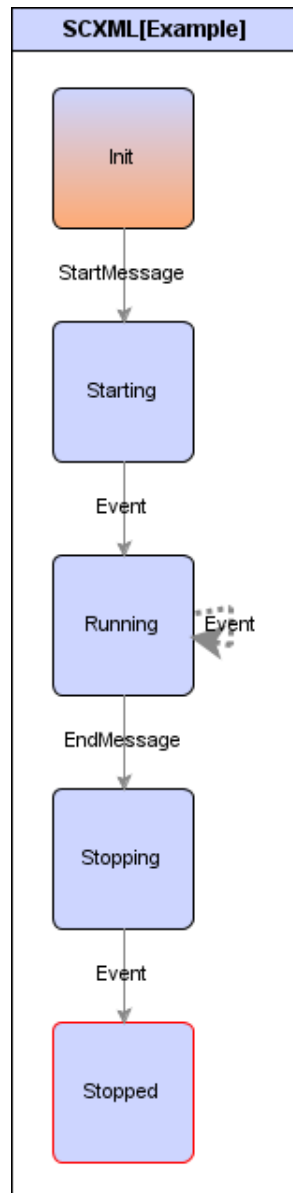 SCXML[Example]
Init
StartMessage
Starting
Event
Running
Event
EndMessage
Stopping
Event
Stopped